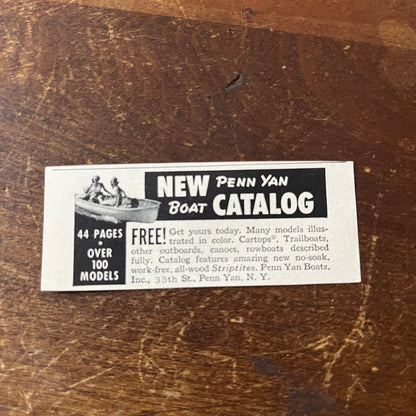 NEW PENN YAN
BOAT CATALOG
44 PAGES
•
OVER
100
MODELS
FREE! Get yours today. Many models illus-
trated in color. Cartops®, Trailboats,
other outboards, canoes, rowboats described
fully. Catalog features amazing new no-soak,
work-free, all-wood Striptites. Penn Yan Boats,
Inc., 35th St., Penn Yan, N. Y.